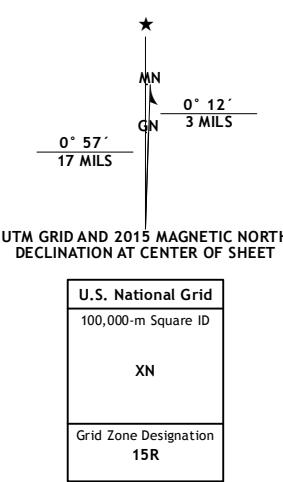 MN
0° 12´
3 MILS
GN
0° 57´
17 MILS
UTM GRID AND 2015 MAGNETIC NORTH
DECLINATION AT CENTER OF SHEET
U.S. National Grid
100,000-m Square ID
XN
Grid Zone Designation
15R